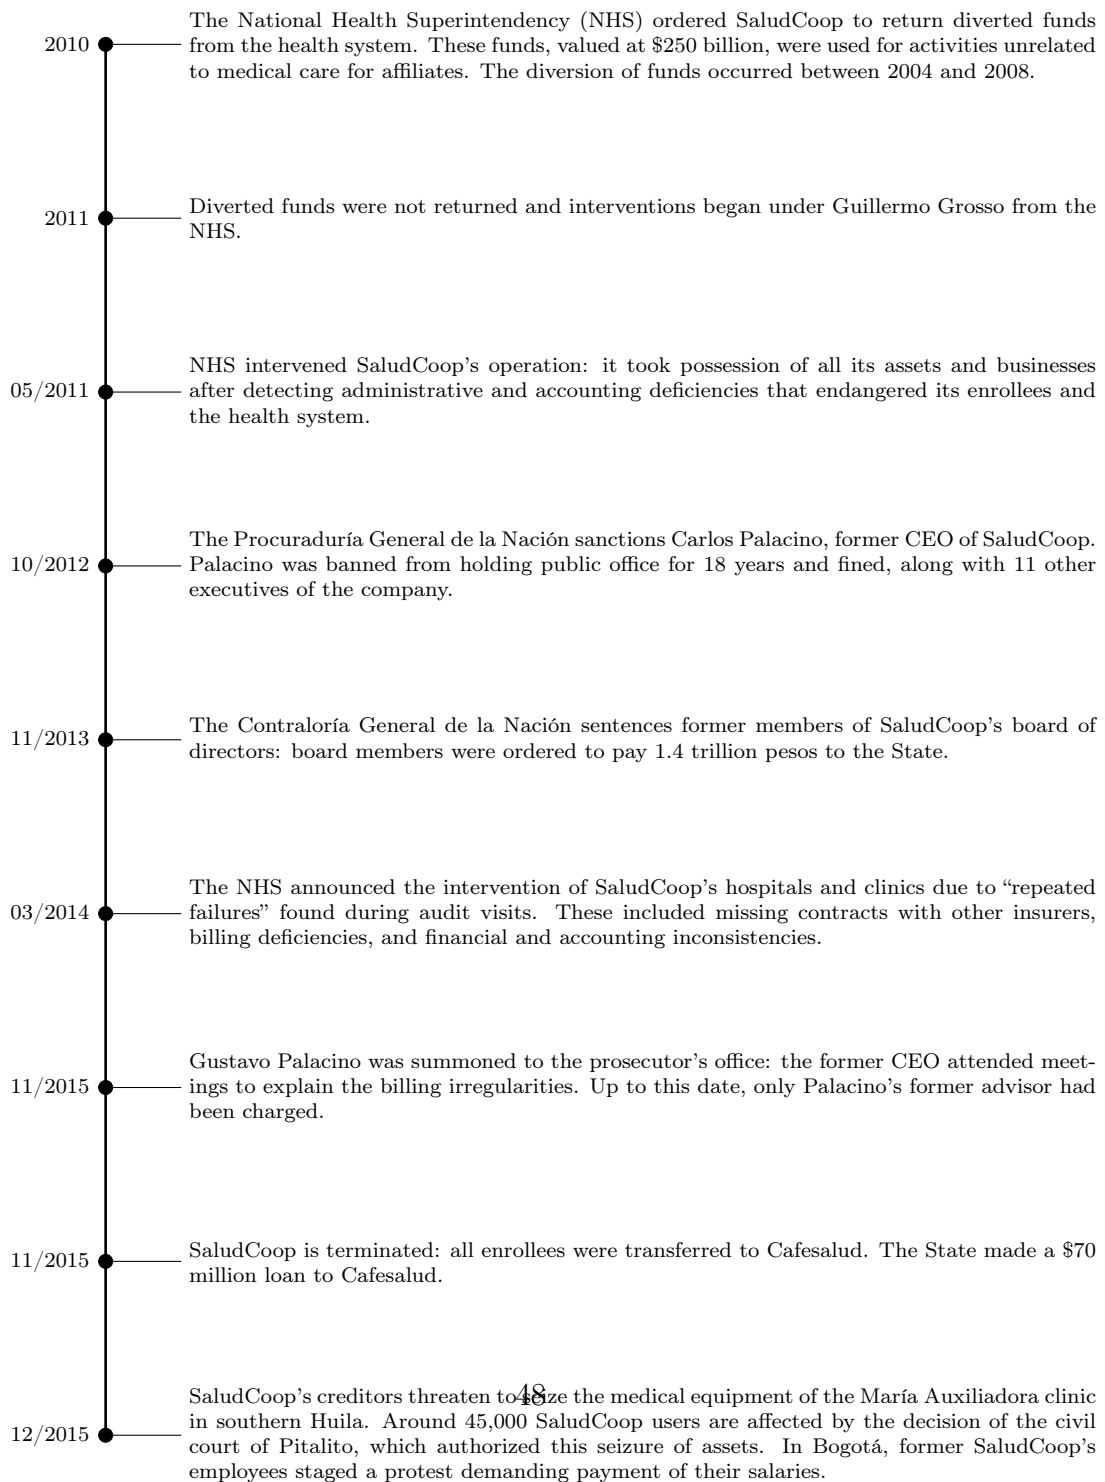 The National Health Superintendency (NHS) ordered SaludCoop to return diverted funds
2010
from the health system. These funds, valued at $250 billion, were used for activities unrelated
to medical care for affiliates. The diversion of funds occurred between 2004 and 2008.
Diverted funds were not returned and interventions began under Guillermo Grosso from the
2011
NHS.
NHS intervened SaludCoop's operation: it took possession of all its assets and businesses
05/2011
after detecting administrative and accounting deficiencies that endangered its enrollees and
the health system.
The Procuraduría General de la Nación sanctions Carlos Palacino, former CEO of SaludCoop.
10/2012
Palacino was banned from holding public office for 18 years and fined, along with 11 other
executives of the company.
The Contraloría General de la Nación sentences former members of SaludCoop's board of
11/2013
directors: board members were ordered to pay 1.4 trillion pesos to the State.
The NHS announced the intervention of SaludCoop's hospitals and clinics due to “repeated
03/2014
failures” found during audit visits. These included missing contracts with other insurers,
billing deficiencies, and financial and accounting inconsistencies.
Gustavo Palacino was summoned to the prosecutor's office: the former CEO attended meet-
11/2015
ings to explain the billing irregularities. Up to this date, only Palacino's former advisor had
been charged.
SaludCoop is terminated: all enrollees were transferred to Cafesalud. The State made a $70
11/2015
million loan to Cafesalud.
SaludCoop's creditors threaten to seize the medical equipment of the María Auxiliadora clinic
48
in southern Huila. Around 45,000 SaludCoop users are affected by the decision of the civil
12/2015
court of Pitalito, which authorized this seizure of assets. In Bogotá, former SaludCoop's
employees staged a protest demanding payment of their salaries.